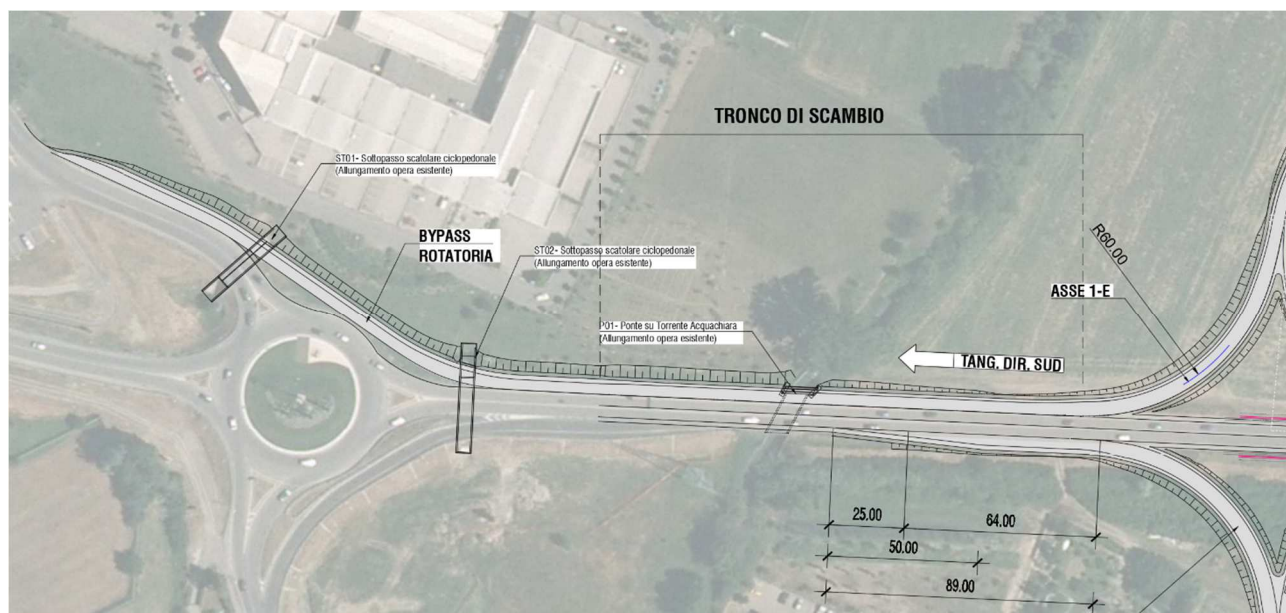 TRONCO DI SCAMBIO
ST01- Sottopasso scatolare ciclopedonale
(Allungamento opera esistente)
BYPASS
ROTATORIA
ST02- Sottopasso scatolare ciclopedonale
(Allungamento opera esistente)
R60.00
ASSE 1-E
P01- Ponte su Torrente Acquachiara
(Allungamento opera esistente)
TANG. DIR. SUD
25.00
64.00
50.00
89.00